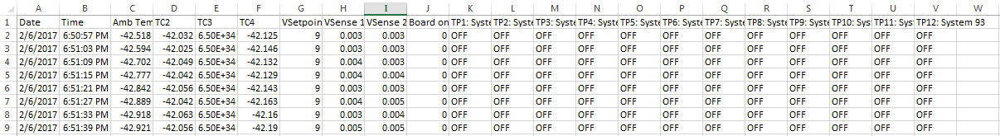 A B C D E F G H I J K L M N O P Q R S T U V W
1 Date Time Amb Tem TC2 TC3 TC4 VSetpoin VSense 1 VSense 2 Board on TP1: Syste TP2: Syste TP3: Syste TP4: Syste TP5: Syste TP6: Syste TP7: Syste TP8: Syste TP9: Syste TP10: Syst TP11: Syst TP12: System 93
2 2/6/2017 6:50:57 PM -42.518 -42.032 6.50E+34 -42.125 9 0.003 0.003 0 OFF OFF OFF OFF OFF OFF OFF OFF OFF OFF OFF OFF
3 2/6/2017 6:51:03 PM -42.594 -42.025 6.50E+34 -42.146 9 0.003 0.003 0 OFF OFF OFF OFF OFF OFF OFF OFF OFF OFF OFF OFF
4 2/6/2017 6:51:09 PM -42.702 -42.049 6.50E+34 -42.132 9 0.004 0.003 0 OFF OFF OFF OFF OFF OFF OFF OFF OFF OFF OFF OFF
5 2/6/2017 6:51:15 PM -42.777 -42.042 6.50E+34 -42.129 9 0.004 0.003 0 OFF OFF OFF OFF OFF OFF OFF OFF OFF OFF OFF OFF
6 2/6/2017 6:51:21 PM -42.842 -42.056 6.50E+34 -42.143 9 0.003 0.003 0 OFF OFF OFF OFF OFF OFF OFF OFF OFF OFF OFF OFF
7 2/6/2017 6:51:27 PM -42.889 -42.042 6.50E+34 -42.163 9 0.004 0.005 0 OFF OFF OFF OFF OFF OFF OFF OFF OFF OFF OFF OFF
8 2/6/2017 6:51:33 PM -42.918 -42.063 6.50E+34 -42.16 9 0.003 0.004 0 OFF OFF OFF OFF OFF OFF OFF OFF OFF OFF OFF OFF
9 2/6/2017 6:51:39 PM -42.921 -42.056 6.50E+34 -42.19 9 0.005 0.005 0 OFF OFF OFF OFF OFF OFF OFF OFF OFF OFF OFF OFF